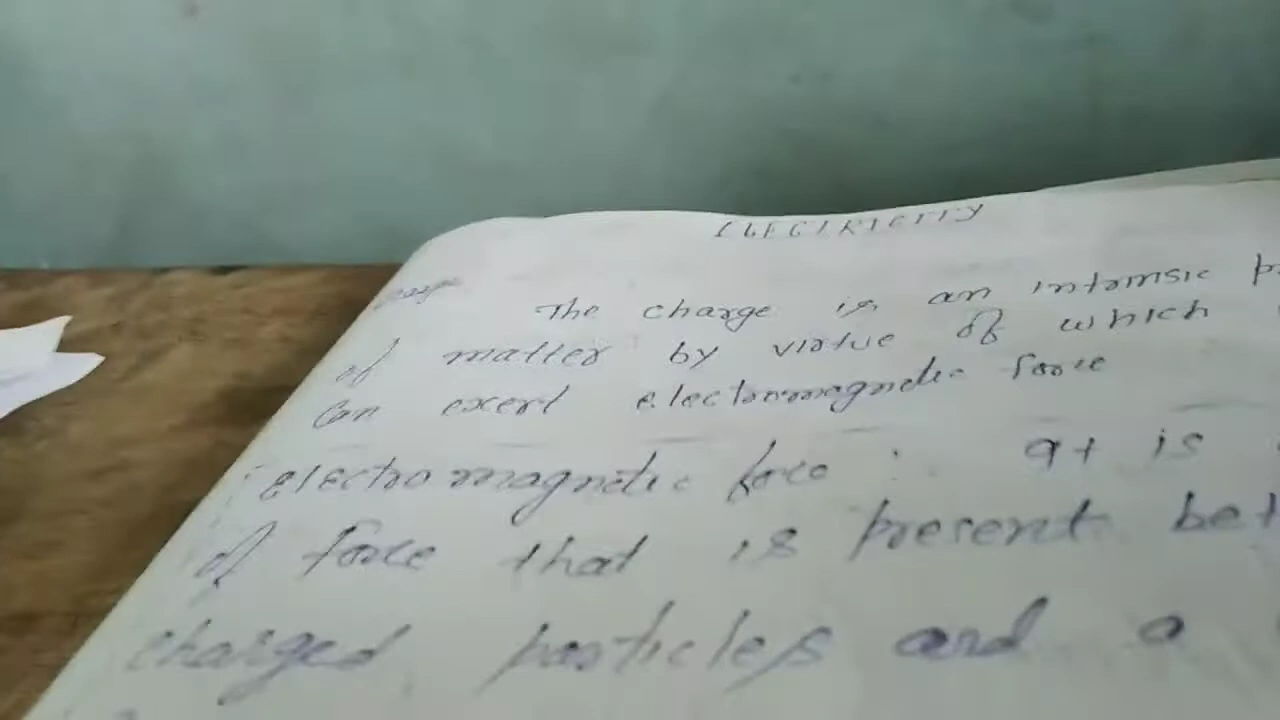 ELECTRICITY
Charge
The charge is an intrinsic
of matter by virtue of which
Can exert electromagnetic force
electromagnetic force : It is
of force that is present bet
charged particles and a